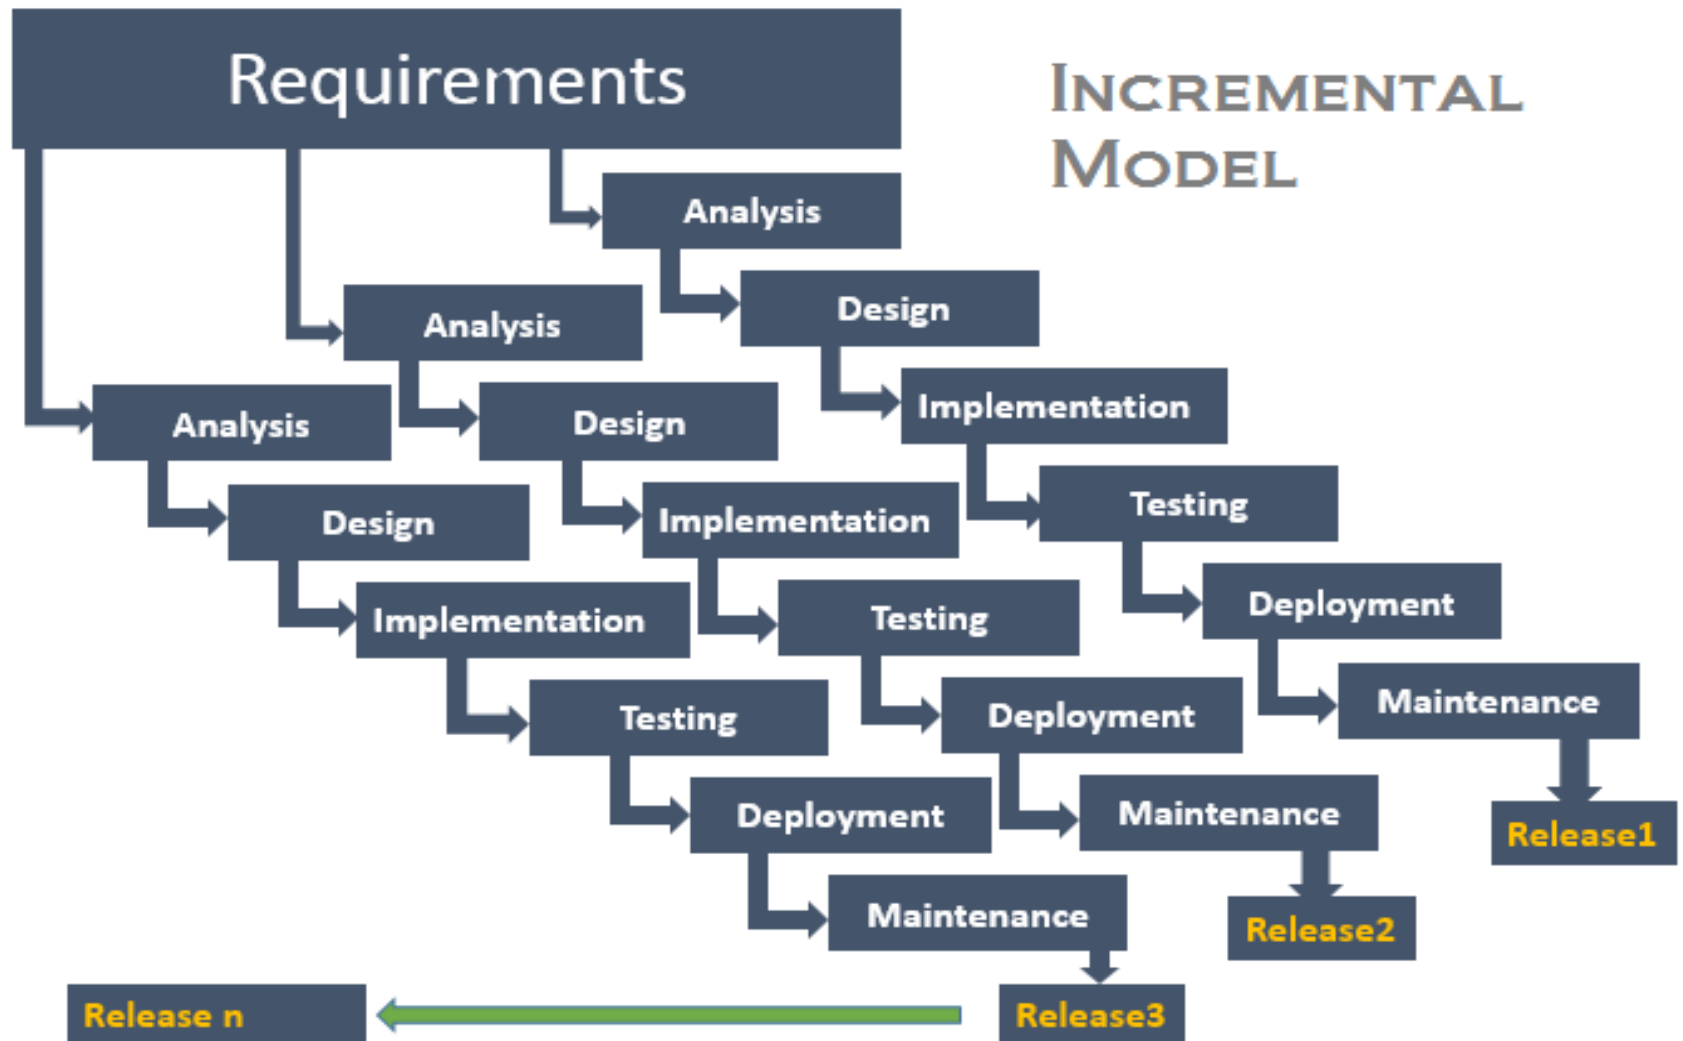 Requirements
INCREMENTAL
MODEL
Analysis
Design
Implementation
Testing
Deployment
Maintenance
Release1
Analysis
Design
Implementation
Testing
Deployment
Maintenance
Release2
Analysis
Design
Implementation
Testing
Deployment
Maintenance
Release3
Release n